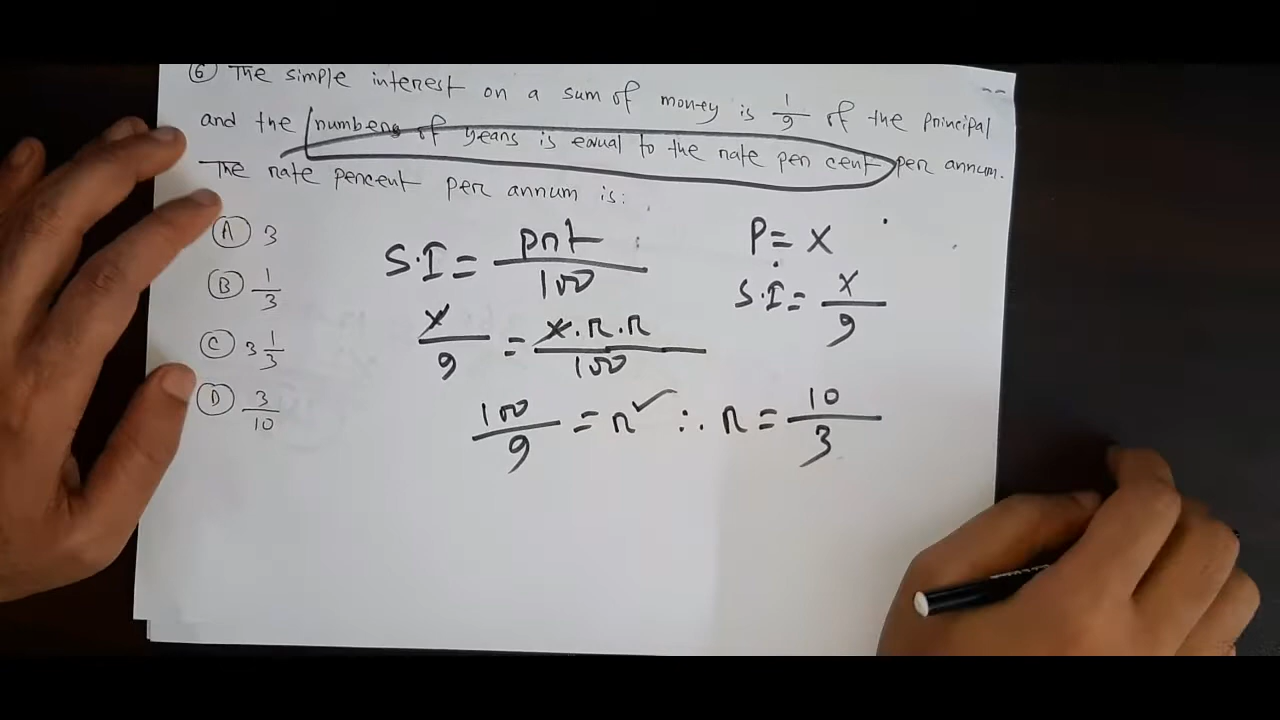 6 The simple interest on a sum of money is 1/9 of the principal
and the numbers of years is equal to the rate per cent per annum.
The rate percent per annum is:
A 3
B 1/3
C 3 1/3
D 3/10
S.I = prt/100
P = x
S.I = x/9
x/9 = x.r.r/100
100/9 = r ∴ r = 10/3